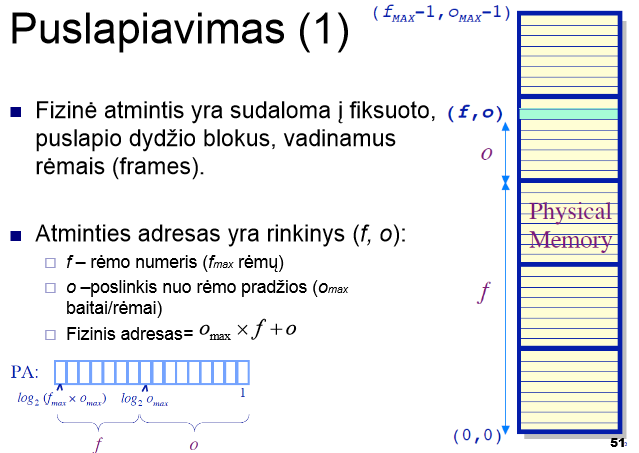 Puslapiavimas (1)
(fMAX-1,oMAX-1)
Fizinė atmintis yra sudaloma į fiksuoto,
puslapio dydžio blokus, vadinamus
rėmais (frames).
(f,o)
o
Physical
Memory
Atminties adresas yra rinkinys (f, o):
f – rėmo numeris (fmax rėmų)
o –poslinkis nuo rėmo pradžios (omax
baitai/rėmai)
Fizinis adresas= omax × f + o
f
PA:
log2 (fmax × omax) log2 omax 1
f o
(0,0)
51